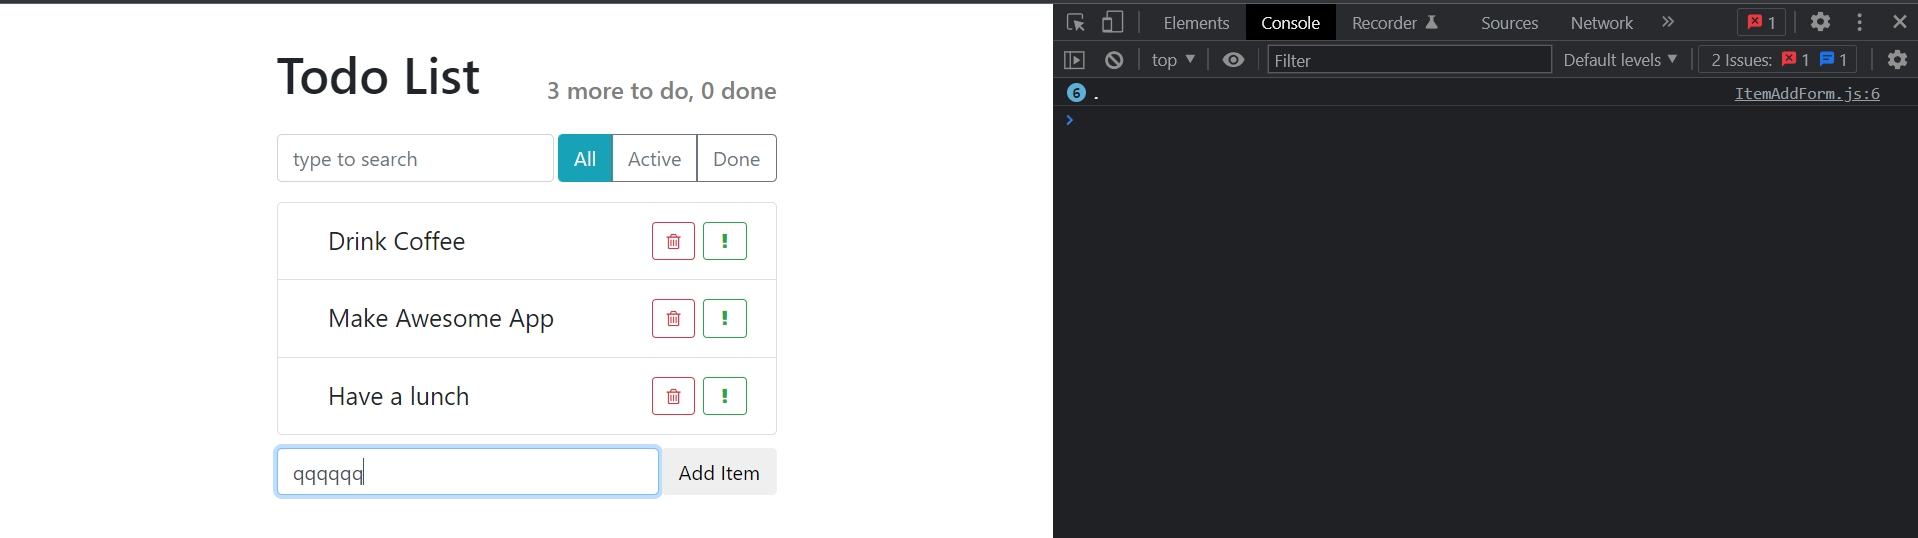 Todo List
3 more to do, 0 done
type to search
All
Active
Done
Drink Coffee
!
Make Awesome App
!
Have a lunch
!
qqqqqq
Add Item
Elements
Console
Recorder
Sources
Network
»
1
top ▼
Filter
Default levels ▼
2 Issues: 1 1
6 .
ItemAddForm.js:6
›